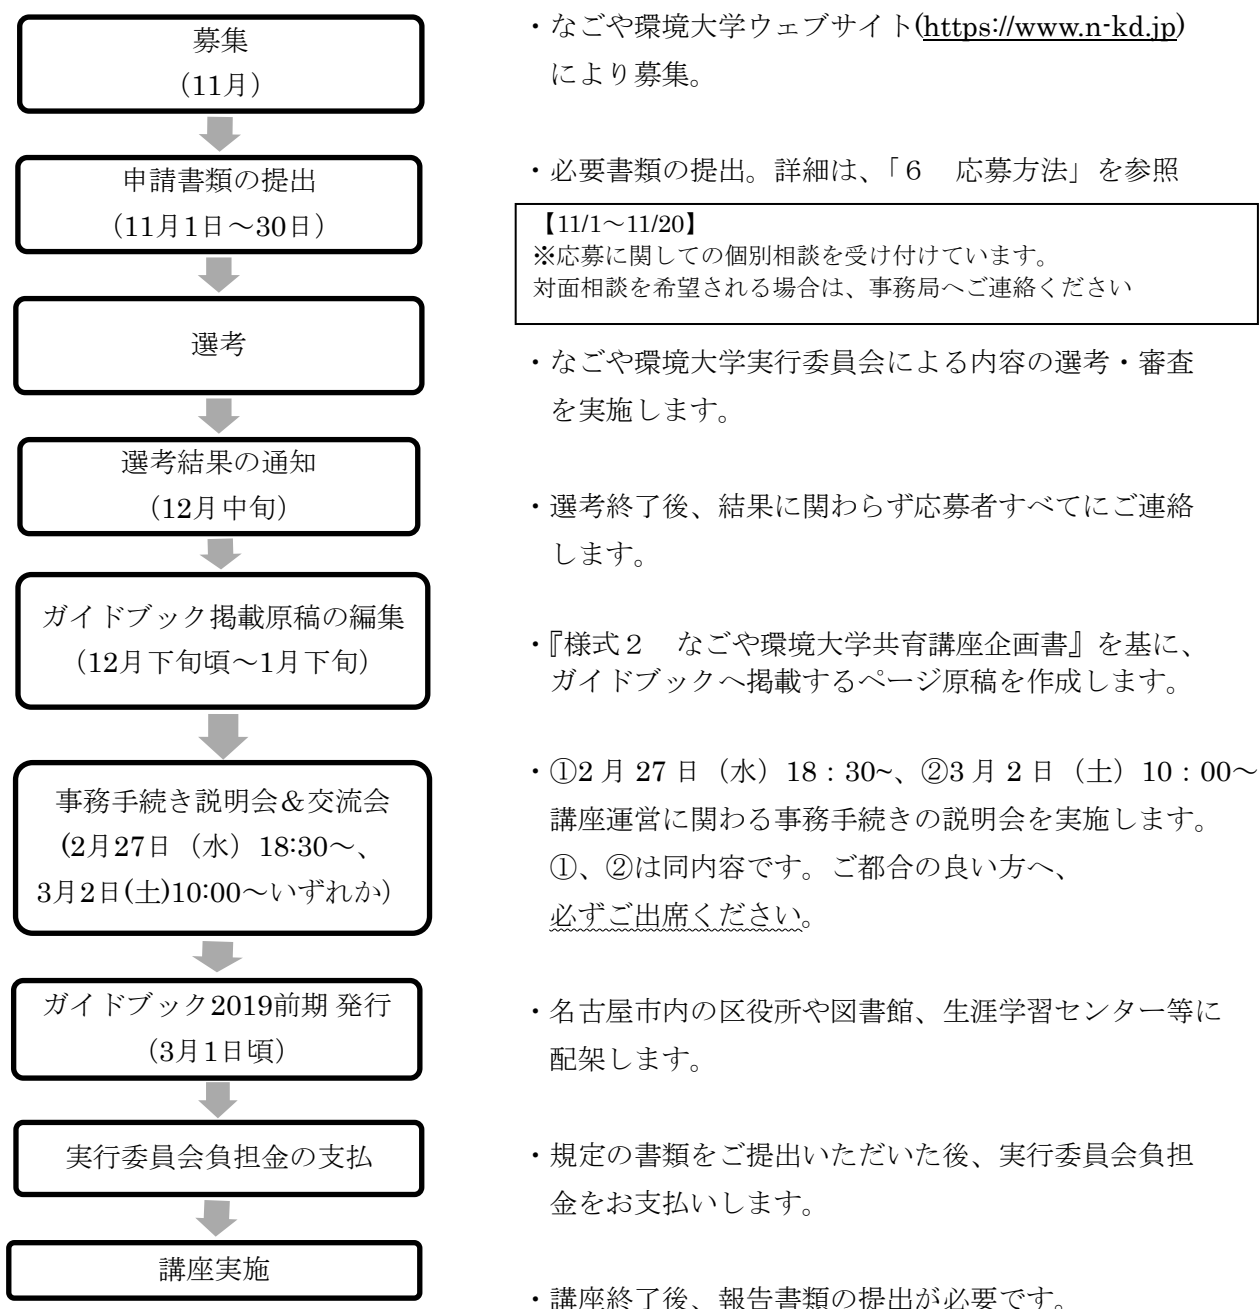 募集
（11月）
・なごや環境大学ウェブサイト(https://www.n-kd.jp)
により募集。
申請書類の提出
（11月1日～30日）
・必要書類の提出。詳細は、「６　応募方法」を参照
【11/1～11/20】
※応募に関しての個別相談を受け付けています。
対面相談を希望される場合は、事務局へご連絡ください
選考
・なごや環境大学実行委員会による内容の選考・審査
を実施します。
選考結果の通知
（12月中旬）
・選考終了後、結果に関わらず応募者すべてにご連絡
します。
ガイドブック掲載原稿の編集
（12月下旬頃～1月下旬）
・『様式２　なごや環境大学共育講座企画書』を基に、
ガイドブックへ掲載するページ原稿を作成します。
事務手続き説明会＆交流会
(2月27日（水）18:30～、
3月2日(土)10:00～いずれか）
・①2 月 27 日（水）18：30~、②3 月 2 日（土）10：00～
講座運営に関わる事務手続きの説明会を実施します。
①、②は同内容です。ご都合の良い方へ、
必ずご出席ください。
ガイドブック2019前期 発行
（3月1日頃）
・名古屋市内の区役所や図書館、生涯学習センター等に
配架します。
実行委員会負担金の支払
・規定の書類をご提出いただいた後、実行委員会負担
金をお支払いします。
講座実施
・講座終了後、報告書類の提出が必要です。